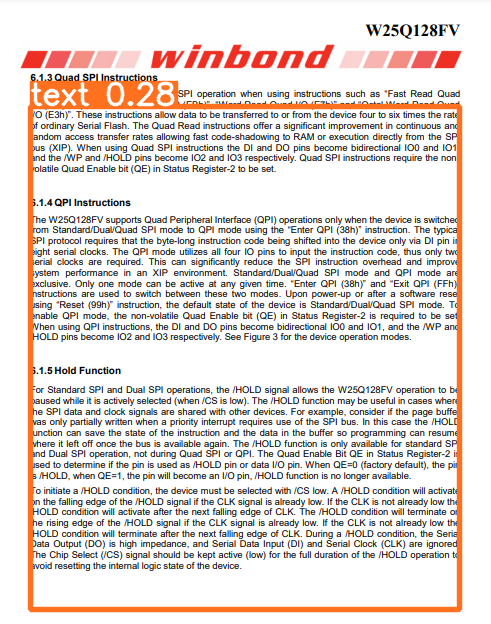 W25Q128FV
winbond
6.1.3 Quad SPI Instructions
text 0.28
SPI operation when using instructions such as “Fast Read Quad
I/O (E3h)”. These instructions allow data to be transferred to or from the device four to six times the rate
of ordinary Serial Flash. The Quad Read instructions offer a significant improvement in continuous and
random access transfer rates allowing fast code-shadowing to RAM or execution directly from the SPI
bus (XIP). When using Quad SPI instructions the DI and DO pins become bidirectional IO0 and IO1
and the /WP and /HOLD pins become IO2 and IO3 respectively. Quad SPI instructions require the non-
volatile Quad Enable bit (QE) in Status Register-2 to be set.
6.1.4 QPI Instructions
The W25Q128FV supports Quad Peripheral Interface (QPI) operations only when the device is switched
from Standard/Dual/Quad SPI mode to QPI mode using the “Enter QPI (38h)” instruction. The typical
SPI protocol requires that the byte-long instruction code being shifted into the device only via DI pin in
eight serial clocks. The QPI mode utilizes all four IO pins to input the instruction code, thus only two
serial clocks are required. This can significantly reduce the SPI instruction overhead and improve
system performance in an XIP environment. Standard/Dual/Quad SPI mode and QPI mode are
exclusive. Only one mode can be active at any given time. “Enter QPI (38h)” and “Exit QPI (FFh)”
instructions are used to switch between these two modes. Upon power-up or after a software reset
using “Reset (99h)” instruction, the default state of the device is Standard/Dual/Quad SPI mode. To
enable QPI mode, the non-volatile Quad Enable bit (QE) in Status Register-2 is required to be set.
When using QPI instructions, the DI and DO pins become bidirectional IO0 and IO1, and the /WP and
/HOLD pins become IO2 and IO3 respectively. See Figure 3 for the device operation modes.
6.1.5 Hold Function
For Standard SPI and Dual SPI operations, the /HOLD signal allows the W25Q128FV operation to be
paused while it is actively selected (when /CS is low). The /HOLD function may be useful in cases where
the SPI data and clock signals are shared with other devices. For example, consider if the page buffer
was only partially written when a priority interrupt requires use of the SPI bus. In this case the /HOLD
function can save the state of the instruction and the data in the buffer so programming can resume
where it left off once the bus is available again. The /HOLD function is only available for standard SPI
and Dual SPI operation, not during Quad SPI or QPI. The Quad Enable Bit QE in Status Register-2 is
used to determine if the pin is used as /HOLD pin or data I/O pin. When QE=0 (factory default), the pin
is /HOLD, when QE=1, the pin will become an I/O pin, /HOLD function is no longer available.
To initiate a /HOLD condition, the device must be selected with /CS low. A /HOLD condition will activate
on the falling edge of the /HOLD signal if the CLK signal is already low. If the CLK is not already low the
/HOLD condition will activate after the next falling edge of CLK. The /HOLD condition will terminate on
the rising edge of the /HOLD signal if the CLK signal is already low. If the CLK is not already low the
/HOLD condition will terminate after the next falling edge of CLK. During a /HOLD condition, the Serial
Data Output (DO) is high impedance, and Serial Data Input (DI) and Serial Clock (CLK) are ignored.
The Chip Select (/CS) signal should be kept active (low) for the full duration of the /HOLD operation to
avoid resetting the internal logic state of the device.